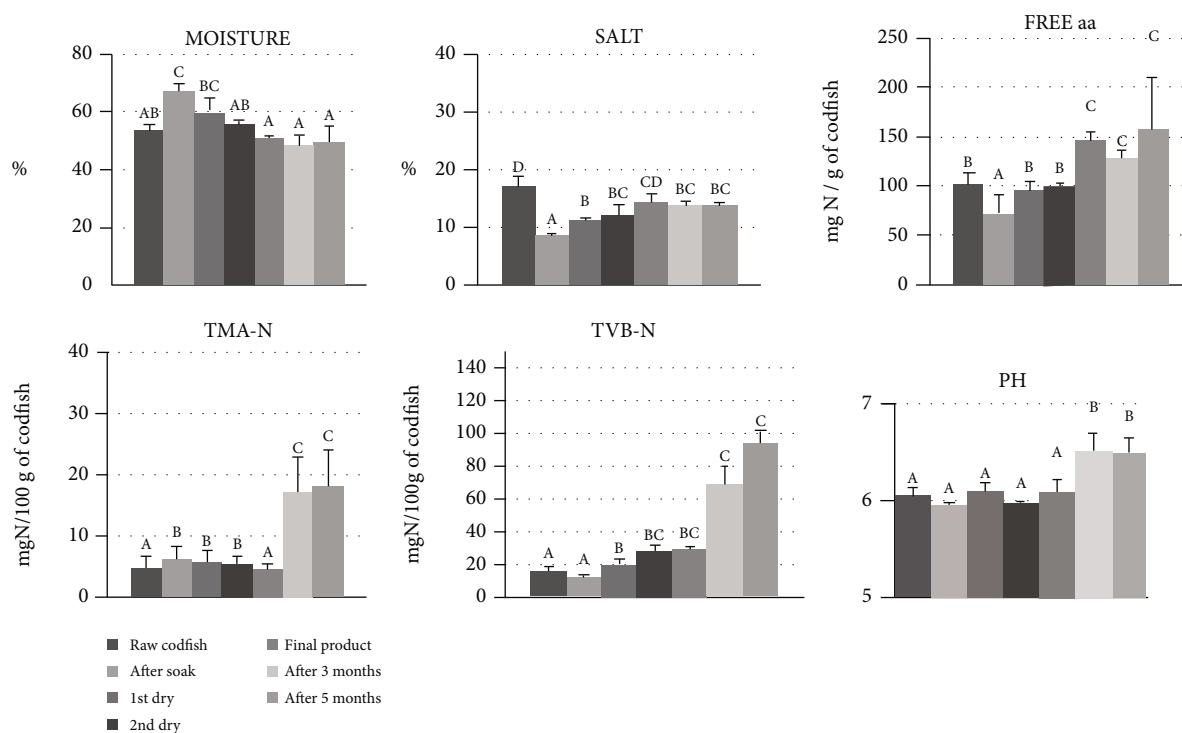 MOISTURE
80
60
40
20
0
%
AB
C
BC
AB
A
A
A
SALT
40
30
20
10
0
%
D
A
B
BC
CD
BC
BC
FREE aa
250
200
150
100
50
0
mg N / g of codfish
B
A
B
B
C
C
C
TMA-N
40
30
20
10
0
mgN/100 g of codfish
A
B
B
B
A
C
C
TVB-N
140
120
100
80
60
40
20
0
mgN/100g of codfish
A
A
B
BC
BC
C
C
PH
7
6
5
A
A
A
A
A
B
B
Raw codfish
After soak
1st dry
2nd dry
Final product
After 3 months
After 5 months